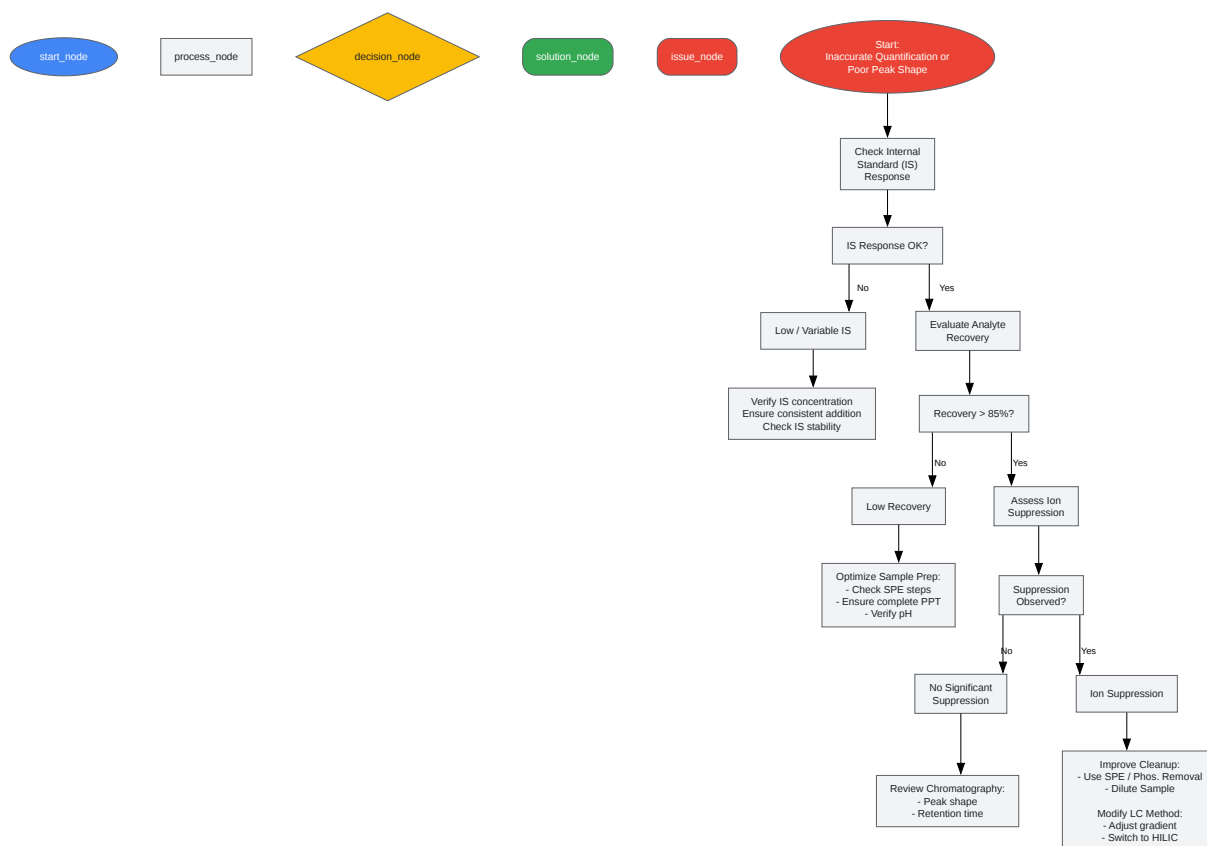 start_node
process_node
decision_node
solution_node
issue_node
Start:
Inaccurate Quantification or
Poor Peak Shape
Check Internal
Standard (IS)
Response
IS Response OK?
No
Yes
Low / Variable IS
Evaluate Analyte
Recovery
Verify IS concentration
Ensure consistent addition
Check IS stability
Recovery > 85%?
No
Yes
Low Recovery
Assess Ion
Suppression
Optimize Sample Prep:
- Check SPE steps
- Ensure complete PPT
- Verify pH
Suppression
Observed?
No
Yes
No Significant
Suppression
Ion Suppression
Review Chromatography:
- Peak shape
- Retention time
Improve Cleanup:
- Use SPE / Phos. Removal
- Dilute Sample
Modify LC Method:
- Adjust gradient
- Switch to HILIC